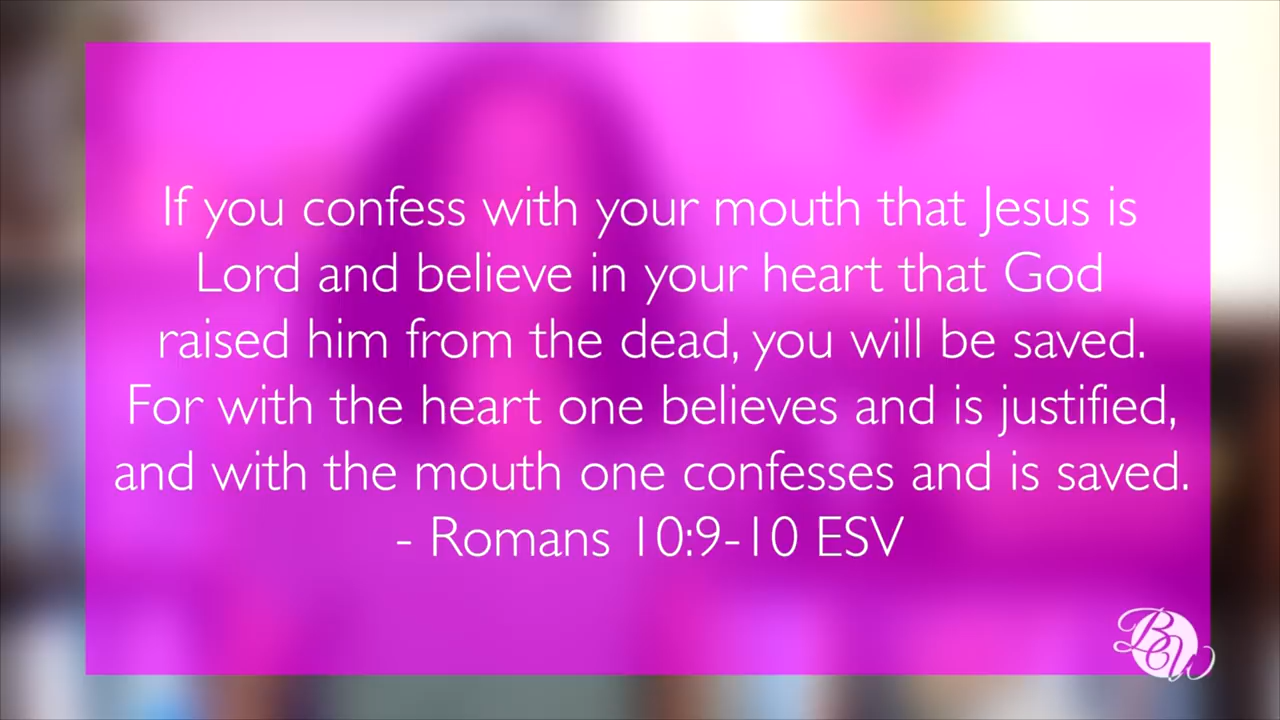 If you confess with your mouth that Jesus is
Lord and believe in your heart that God
raised him from the dead, you will be saved.
For with the heart one believes and is justified,
and with the mouth one confesses and is saved.
- Romans 10:9-10 ESV
BOW